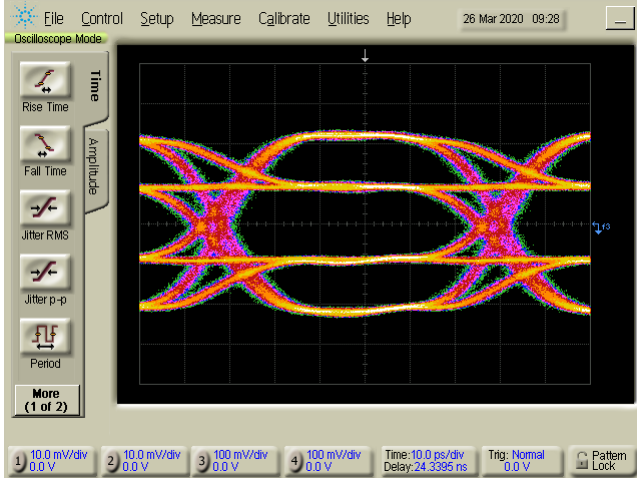 File Control Setup Measure Calibrate Utilities Help 26 Mar 2020 09:28
Oscilloscope Mode
Time
Amplitude
Rise Time
Fall Time
Jitter RMS
Jitter p-p
Period
More
(1 of 2)
f3
1 10.0 mV/div
0.0 V
2 10.0 mV/div
0.0 V
3 100 mV/div
0.0 V
4 100 mV/div
0.0 V
Time:10.0 ps/div
Delay:24.3395 ns
Trig: Normal
0.0 V
Pattern
Lock